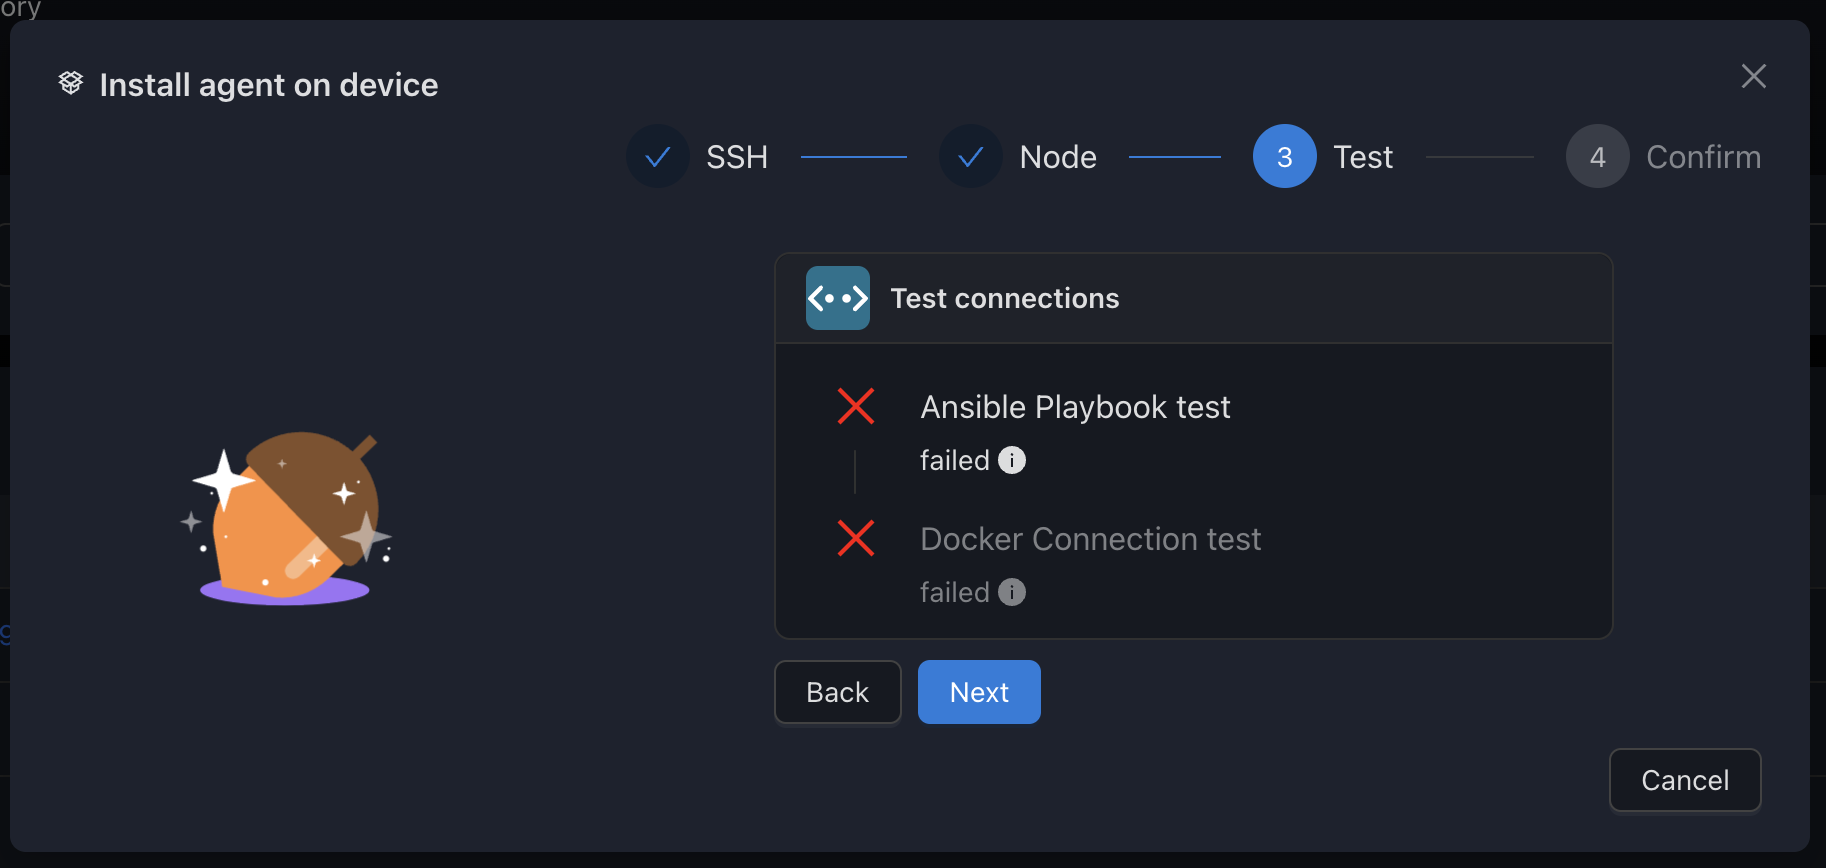 ory
Install agent on device
SSH
Node
3 Test
4 Confirm
Test connections
Ansible Playbook test
failed i
Docker Connection test
failed i
Back Next
Cancel